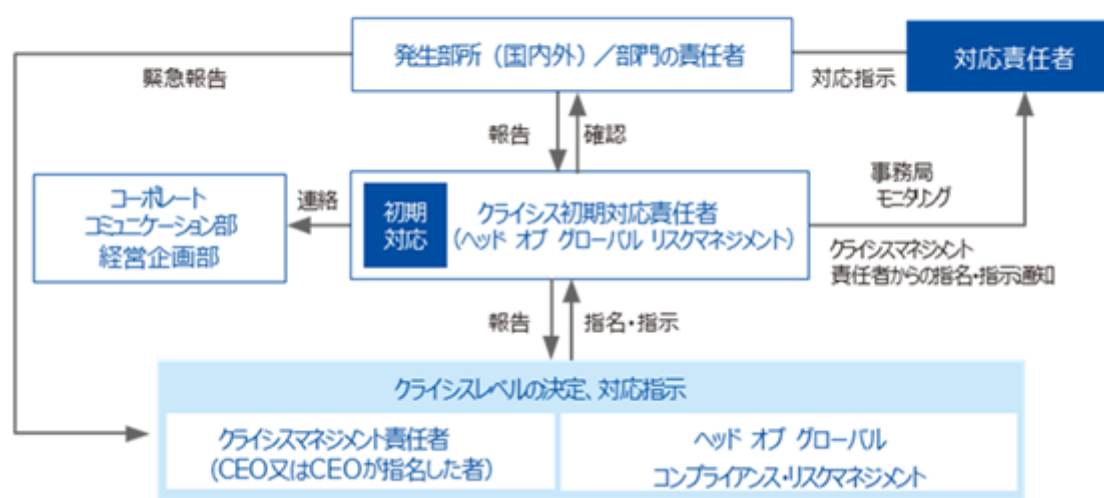 発生部所（国内外）／部門の責任者
対応責任者
緊急報告
対応指示
報告
確認
コーポレート
コミュニケーション部
経営企画部
連絡
初期
対応
クライシス初期対応責任者
（ヘッド オブ グローバル リスクマネジメント）
事務局
モニタリング
クライシスマネジメント
責任者からの指名・指示通知
報告
指名・指示
クライシスレベルの決定、対応指示
クライシスマネジメント責任者
（CEO又はCEOが指名した者）
ヘッド オブ グローバル
コンプライアンス・リスクマネジメント